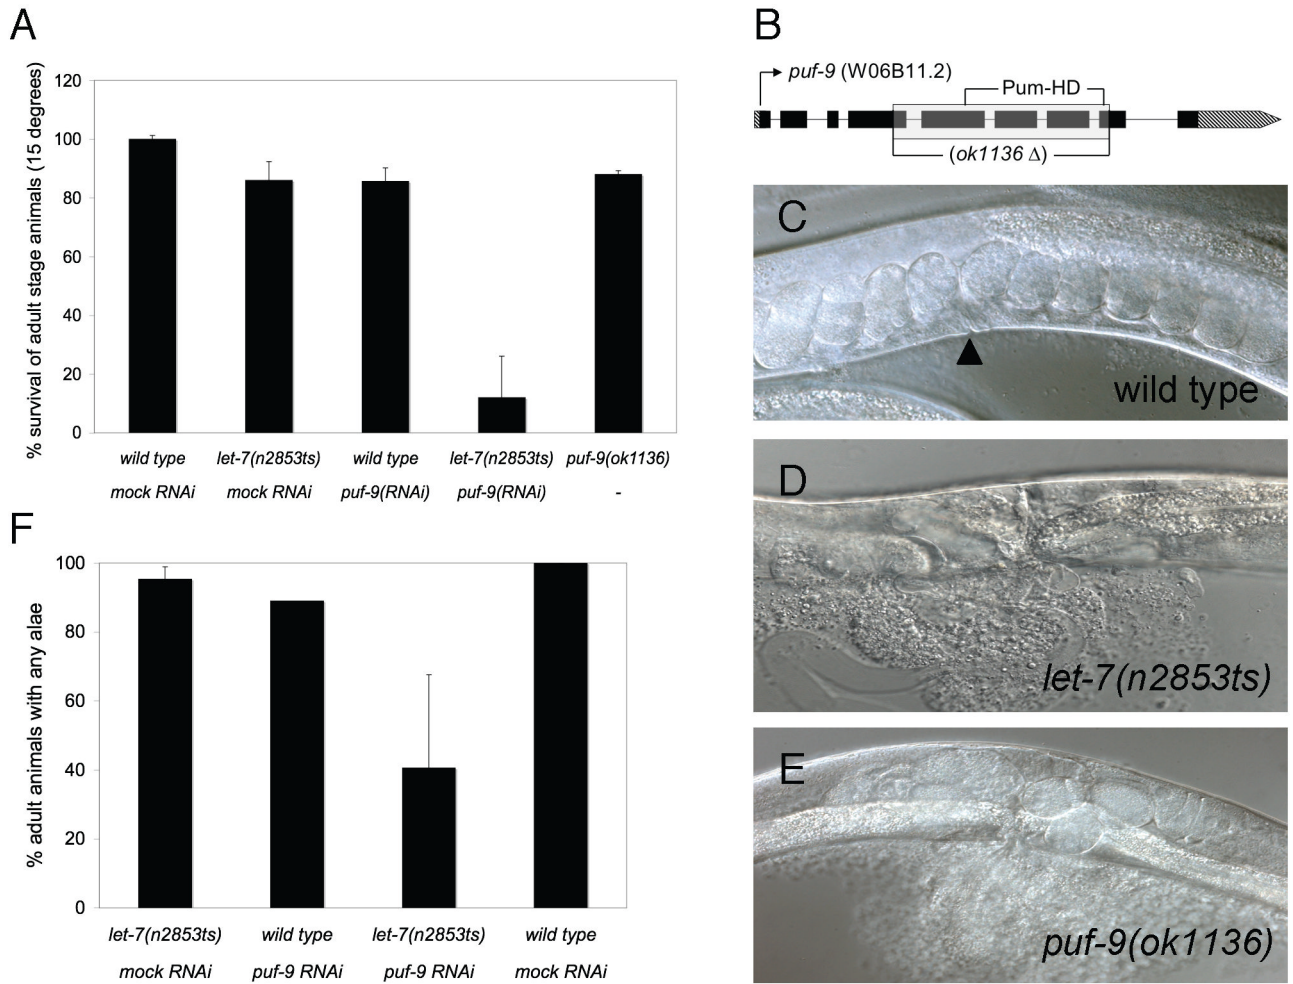 A
% survival of adult stage animals (15 degrees)
120
100
80
60
40
20
0
wild type
mock RNAi
let-7(n2853ts)
mock RNAi
wild type
puf-9(RNAi)
let-7(n2853ts)
puf-9(RNAi)
puf-9(ok1136)
-
B
puf-9 (W06B11.2)
Pum-HD
(ok1136 Δ)
C
wild type
D
let-7(n2853ts)
E
puf-9(ok1136)
F
% adult animals with any alae
100
80
60
40
20
0
let-7(n2853ts)
mock RNAi
wild type
puf-9 RNAi
let-7(n2853ts)
puf-9 RNAi
wild type
mock RNAi